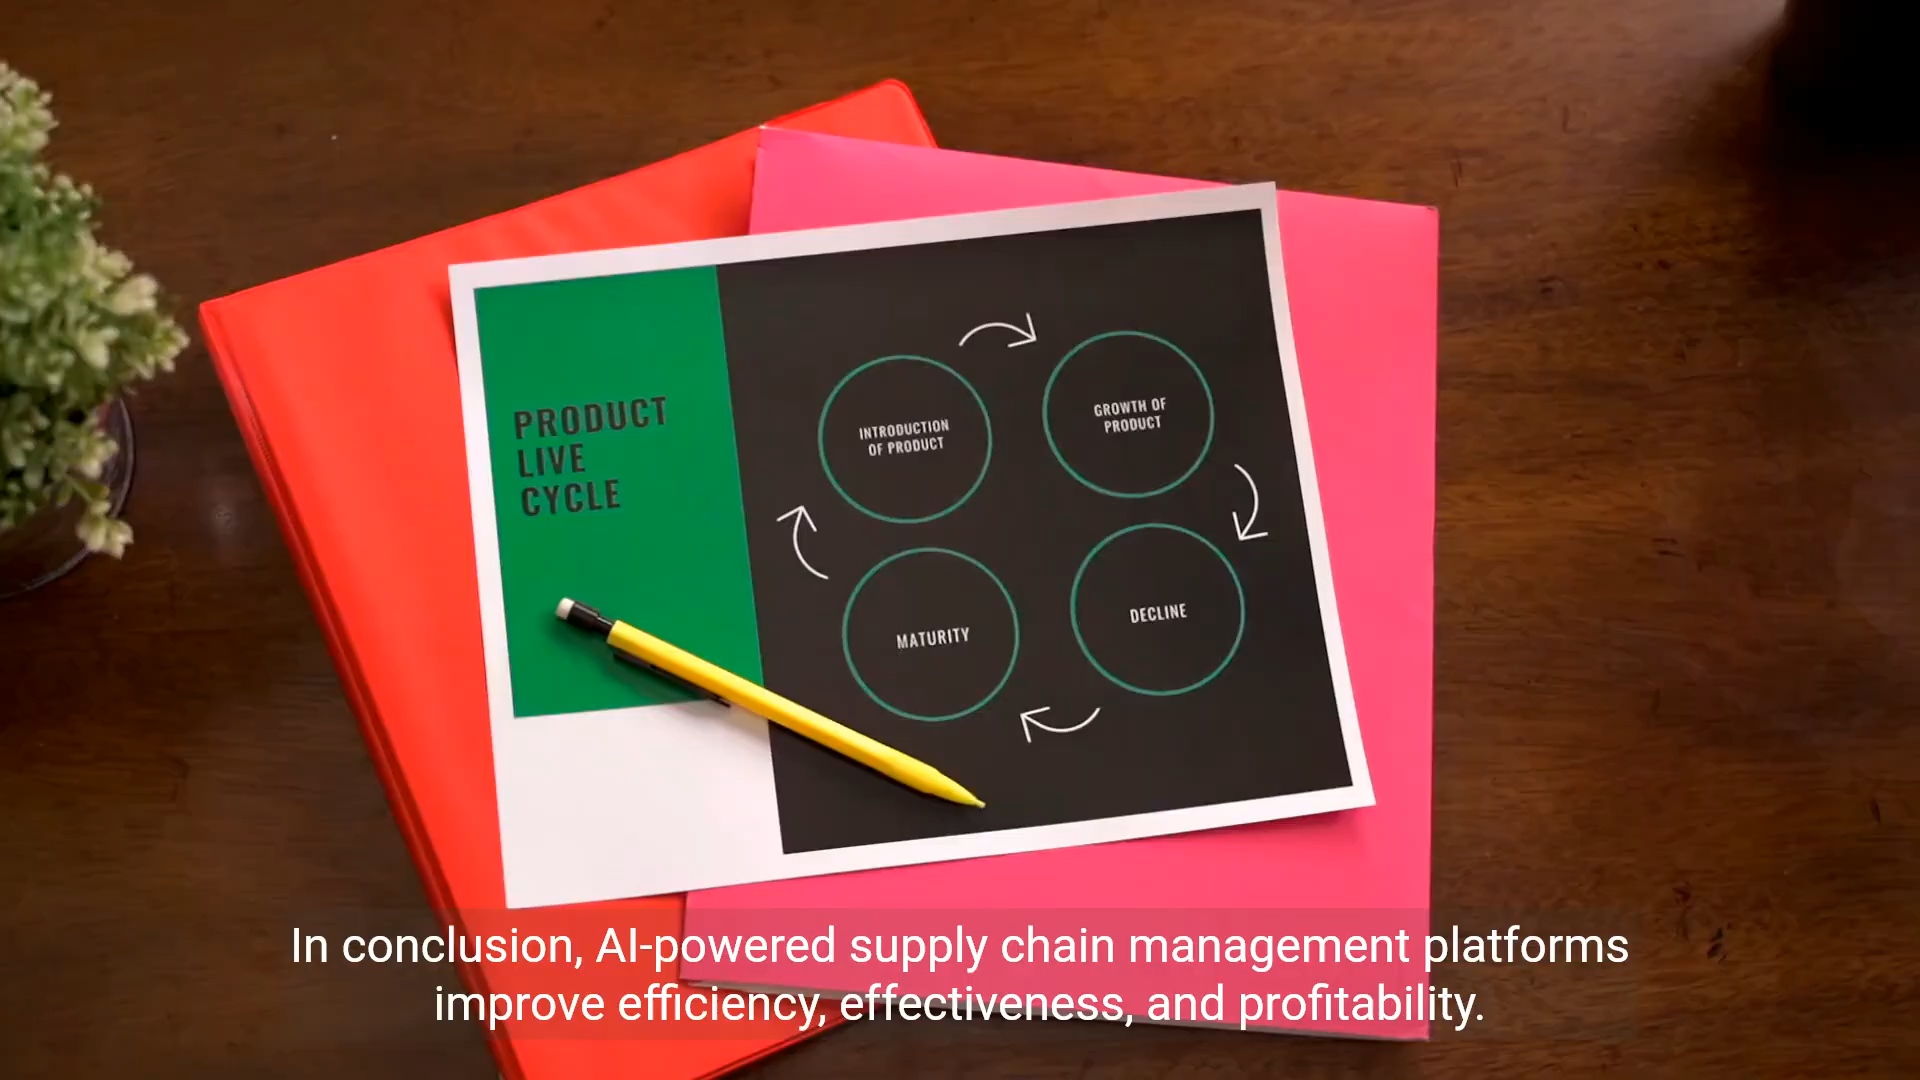 PRODUCT
LIVE
CYCLE
INTRODUCTION
OF PRODUCT
GROWTH OF
PRODUCT
MATURITY
DECLINE
In conclusion, AI-powered supply chain management platforms
improve efficiency, effectiveness, and profitability.